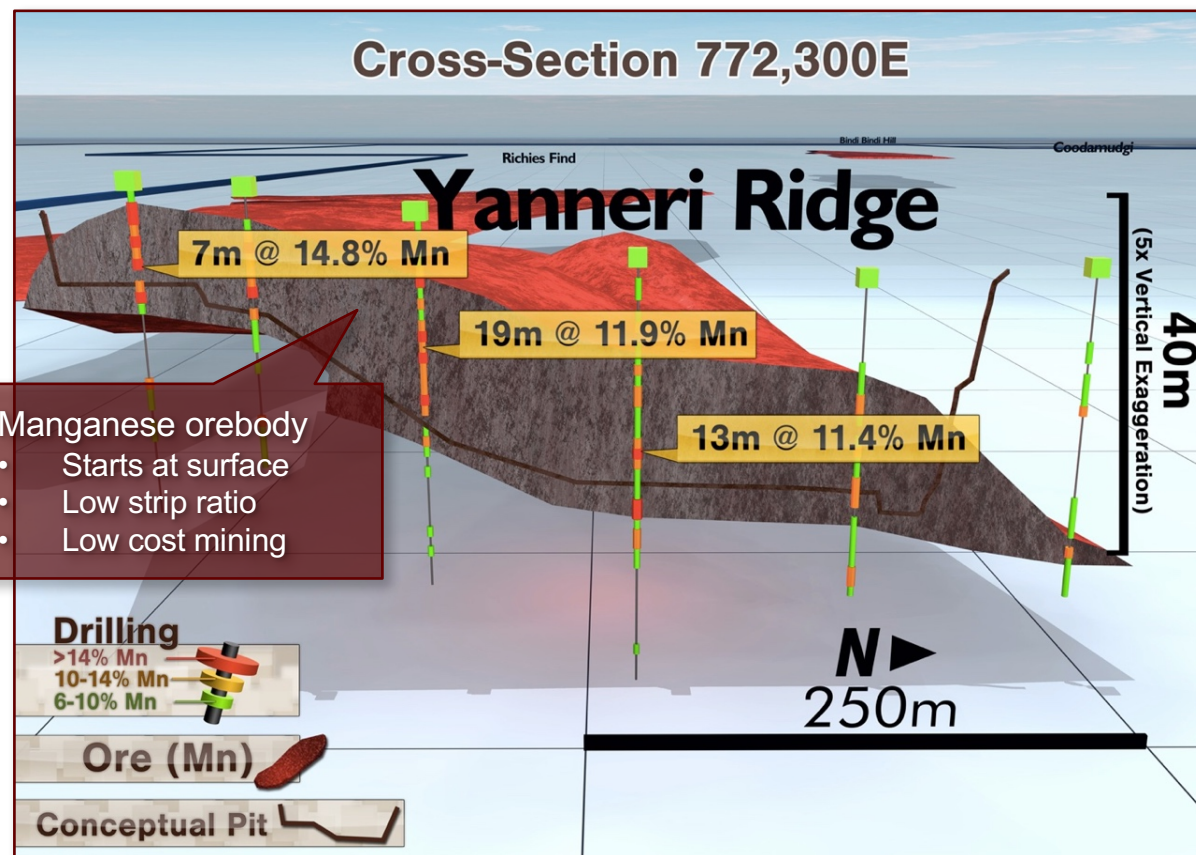 Cross-Section 772,300E
Richies Find
Bindi Bindi Hill
Coodamudgi
Yanneri Ridge
7m @ 14.8% Mn
19m @ 11.9% Mn
13m @ 11.4% Mn
40m
(5x Vertical Exaggeration)
Manganese orebody
• Starts at surface
• Low strip ratio
• Low cost mining
Drilling
>14% Mn
10-14% Mn
6-10% Mn
Ore (Mn)
Conceptual Pit
N
250m